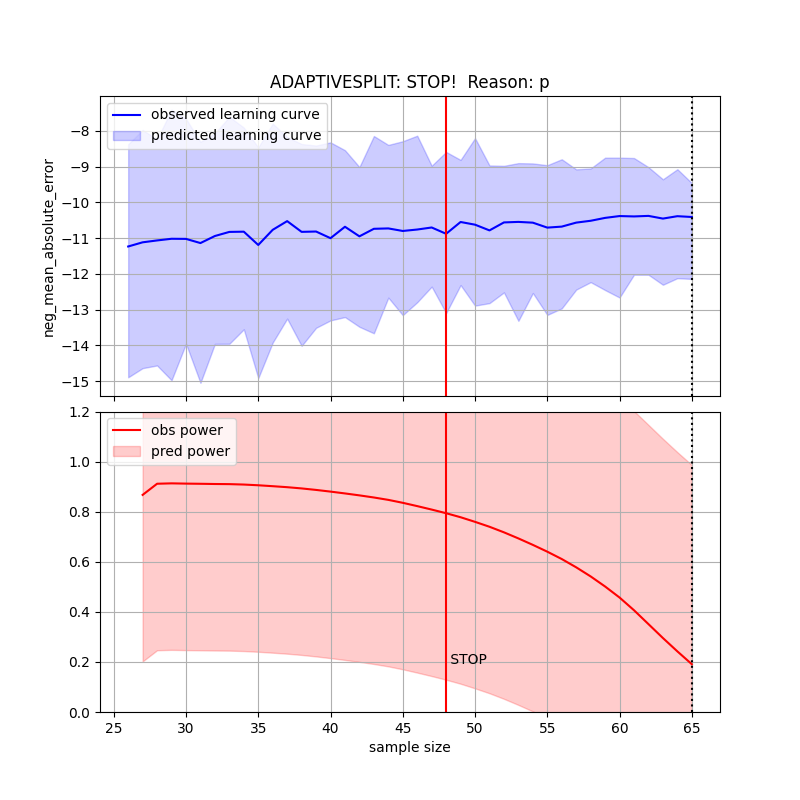 ADAPTIVESPLIT: STOP!  Reason: p
observed learning curve
predicted learning curve
neg_mean_absolute_error
−8
−9
−10
−11
−12
−13
−14
−15
obs power
pred power
1.2
1.0
0.8
0.6
0.4
0.2
0.0
STOP
25 30 35 40 45 50 55 60 65
sample size